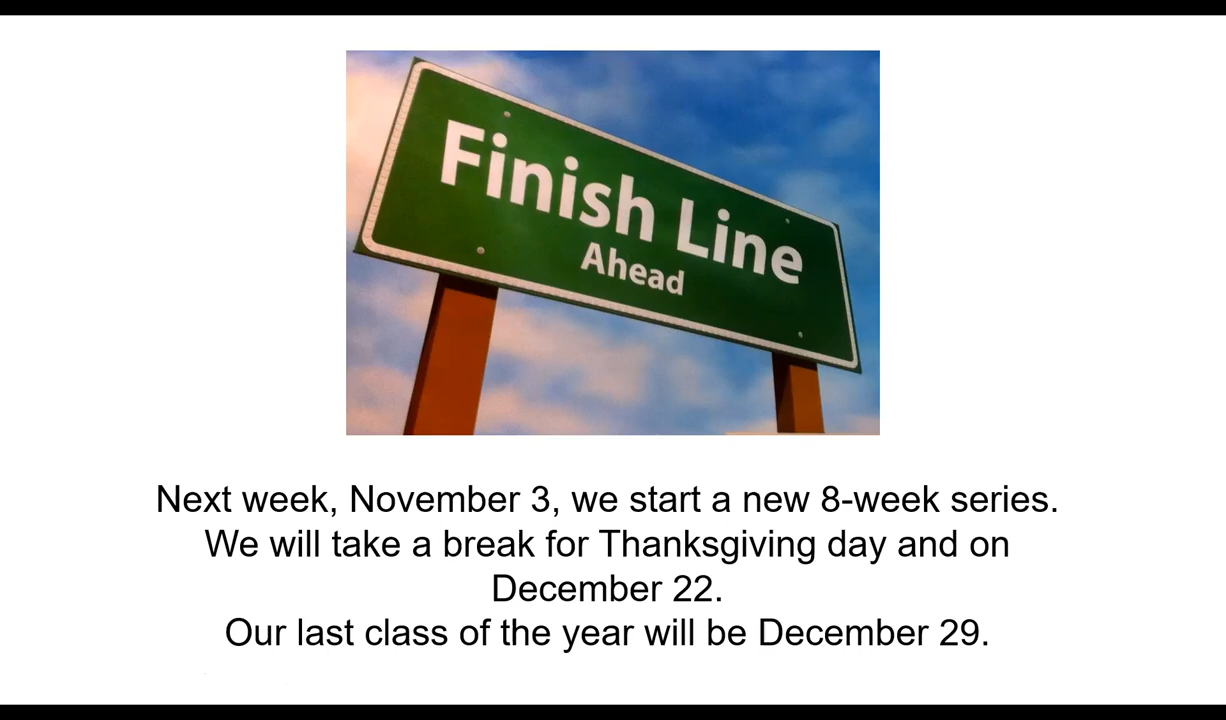 Finish Line
Ahead
Next week, November 3, we start a new 8-week series.
We will take a break for Thanksgiving day and on
December 22.
Our last class of the year will be December 29.